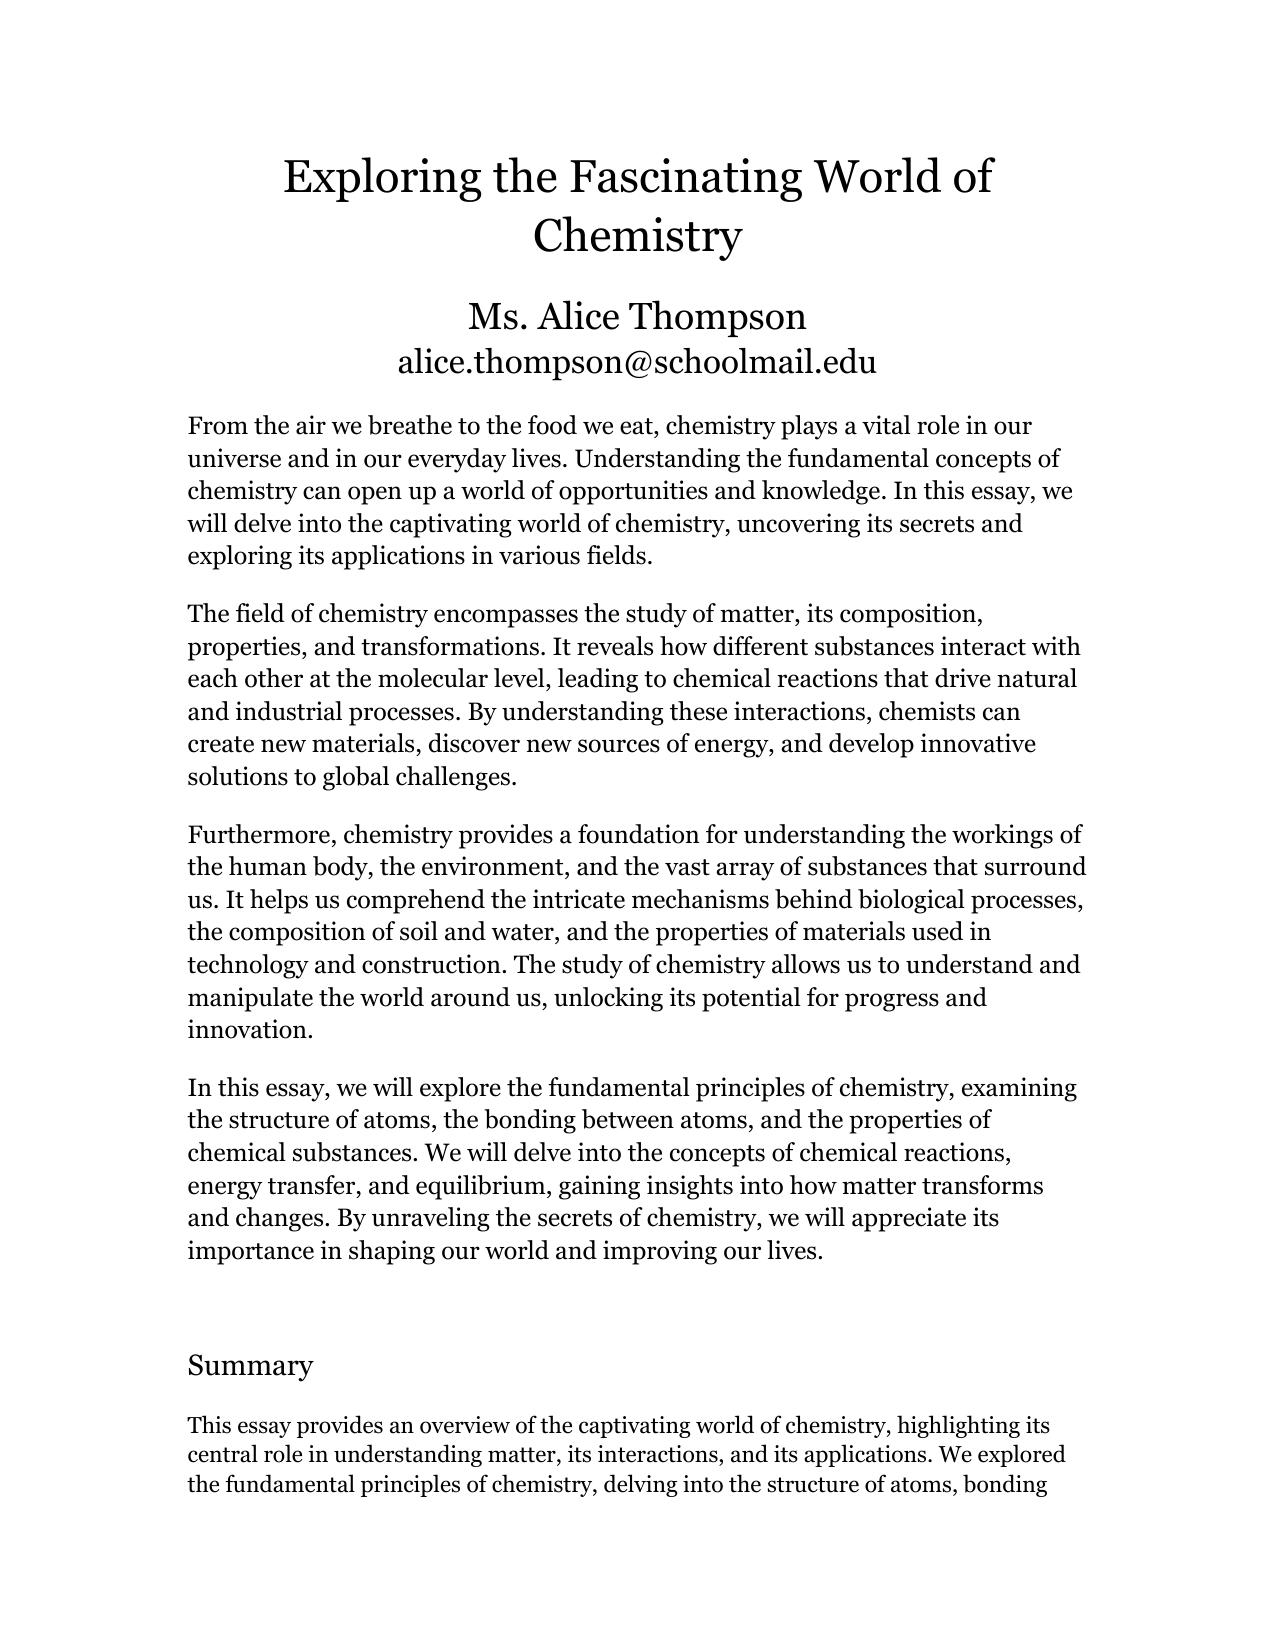 Exploring the Fascinating World of
Chemistry
Ms. Alice Thompson
alice.thompson@schoolmail.edu
From the air we breathe to the food we eat, chemistry plays a vital role in our
universe and in our everyday lives. Understanding the fundamental concepts of
chemistry can open up a world of opportunities and knowledge. In this essay, we
will delve into the captivating world of chemistry, uncovering its secrets and
exploring its applications in various fields.
The field of chemistry encompasses the study of matter, its composition,
properties, and transformations. It reveals how different substances interact with
each other at the molecular level, leading to chemical reactions that drive natural
and industrial processes. By understanding these interactions, chemists can
create new materials, discover new sources of energy, and develop innovative
solutions to global challenges.
Furthermore, chemistry provides a foundation for understanding the workings of
the human body, the environment, and the vast array of substances that surround
us. It helps us comprehend the intricate mechanisms behind biological processes,
the composition of soil and water, and the properties of materials used in
technology and construction. The study of chemistry allows us to understand and
manipulate the world around us, unlocking its potential for progress and
innovation.
In this essay, we will explore the fundamental principles of chemistry, examining
the structure of atoms, the bonding between atoms, and the properties of
chemical substances. We will delve into the concepts of chemical reactions,
energy transfer, and equilibrium, gaining insights into how matter transforms
and changes. By unraveling the secrets of chemistry, we will appreciate its
importance in shaping our world and improving our lives.
Summary
This essay provides an overview of the captivating world of chemistry, highlighting its
central role in understanding matter, its interactions, and its applications. We explored
the fundamental principles of chemistry, delving into the structure of atoms, bonding